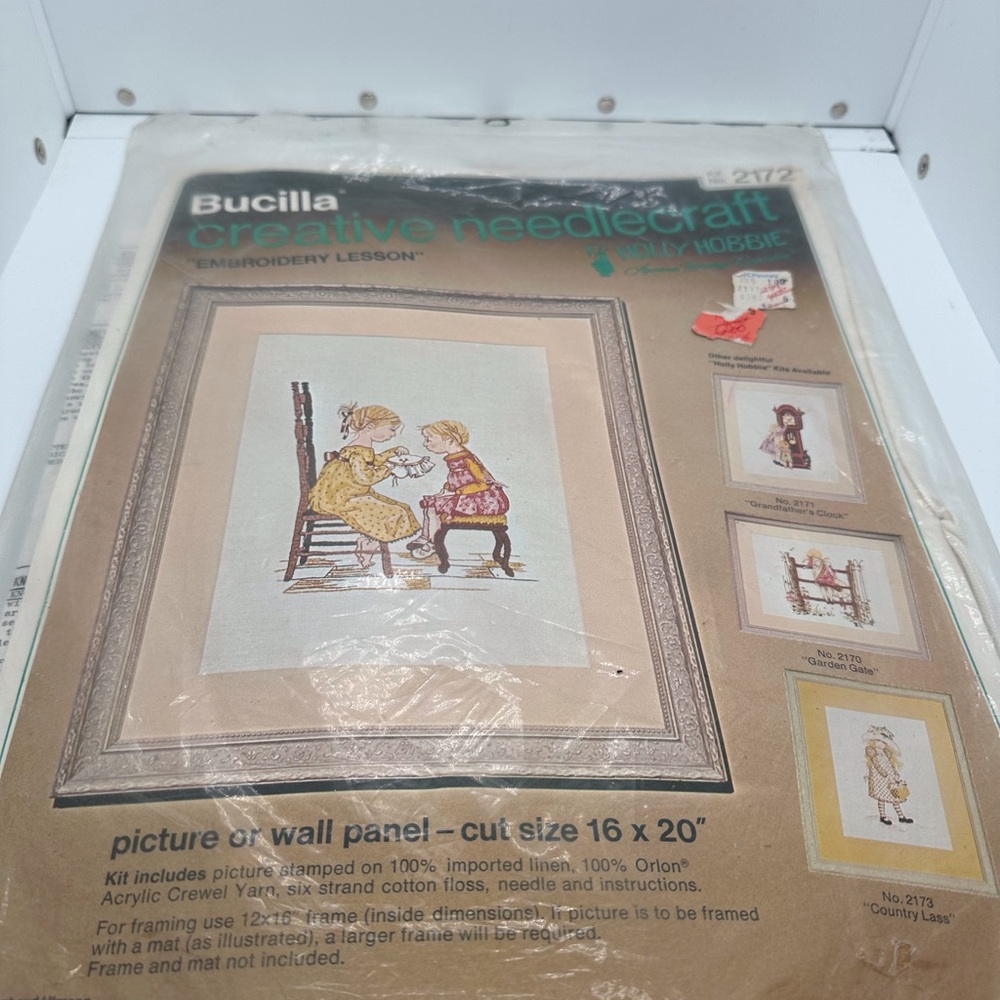 No. 2172
Bucilla
creative needlecraft
"EMBROIDERY LESSON"
HOLLY HOBBIE
JCPenney
Other delightful
"Holly Hobbie" Kits Available
No. 2171
"Grandfather's Clock"
No. 2170
"Garden Gate"
No. 2173
"Country Lass"
picture or wall panel – cut size 16 x 20"
Kit includes picture stamped on 100% imported linen, 100% Orlon®
Acrylic Crewel Yarn, six strand cotton floss, needle and instructions.
For framing use 12x16" frame (inside dimensions). If picture is to be framed
with a mat (as illustrated), a larger frame will be required.
Frame and mat not included.